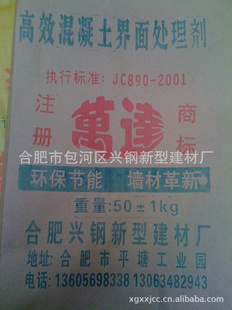 高效混凝土界面处理剂
执行标准：JC890-2001
注册 萬達 商标
合肥市包河区兴钢新型建材厂
环保节能 墙材革新
重量：50±1kg
合肥兴钢新型建材厂
地址：合肥市平塘工业园
电话：13605698338 13063482943
xgxxjcc.1688.com